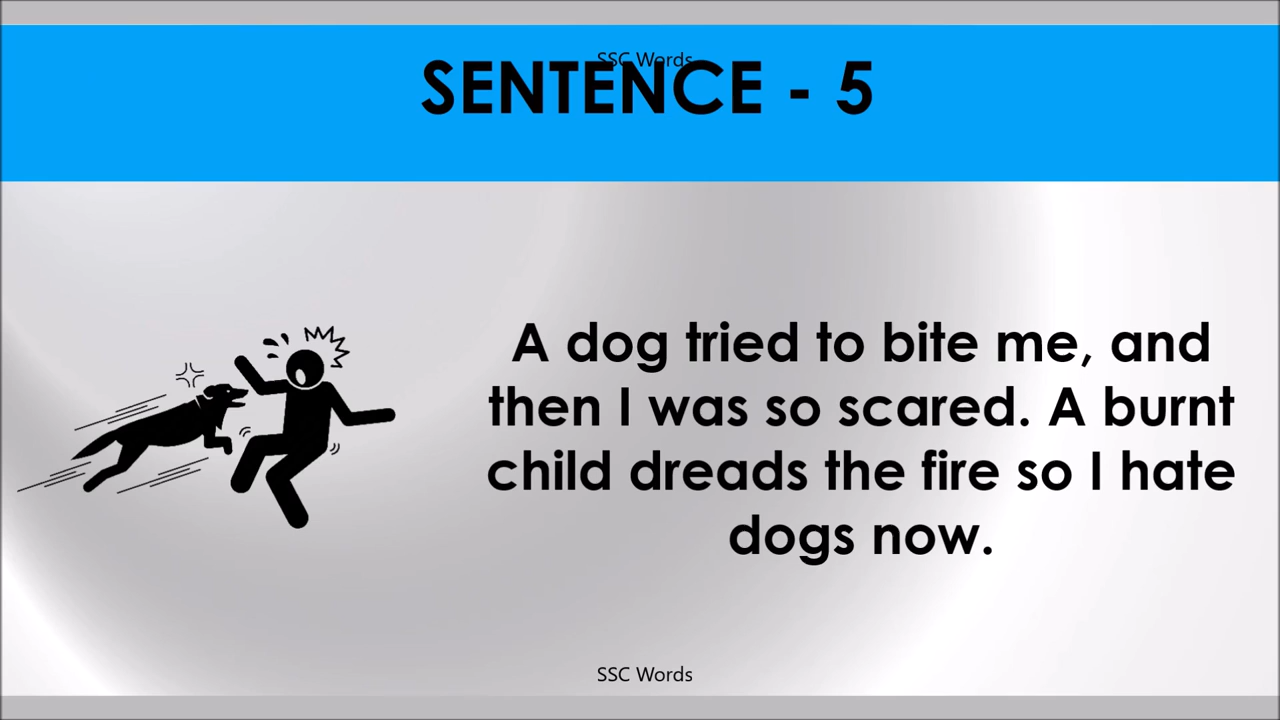 SSC Words
SENTENCE - 5
A dog tried to bite me, and
then I was so scared. A burnt
child dreads the fire so I hate
dogs now.
SSC Words